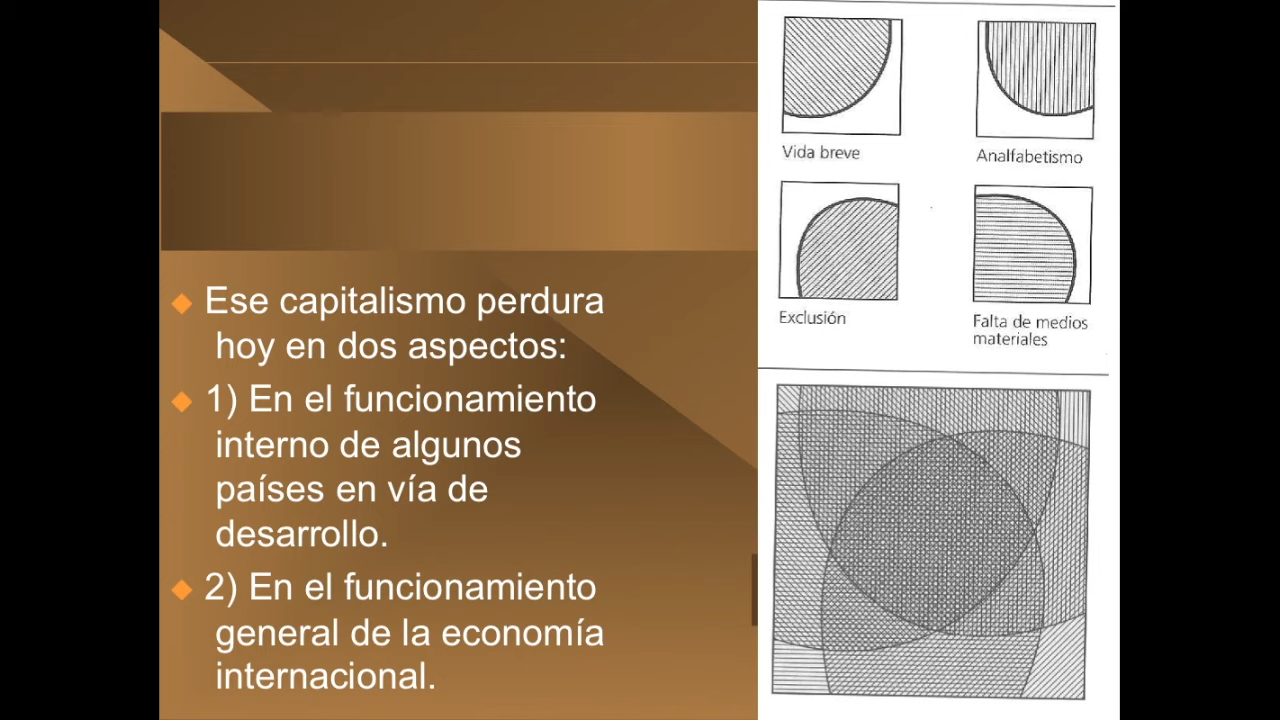 Ese capitalismo perdura
hoy en dos aspectos:
1) En el funcionamiento
interno de algunos
países en vía de
desarrollo.
2) En el funcionamiento
general de la economía
internacional.
Vida breve
Analfabetismo
Exclusión
Falta de medios
materiales